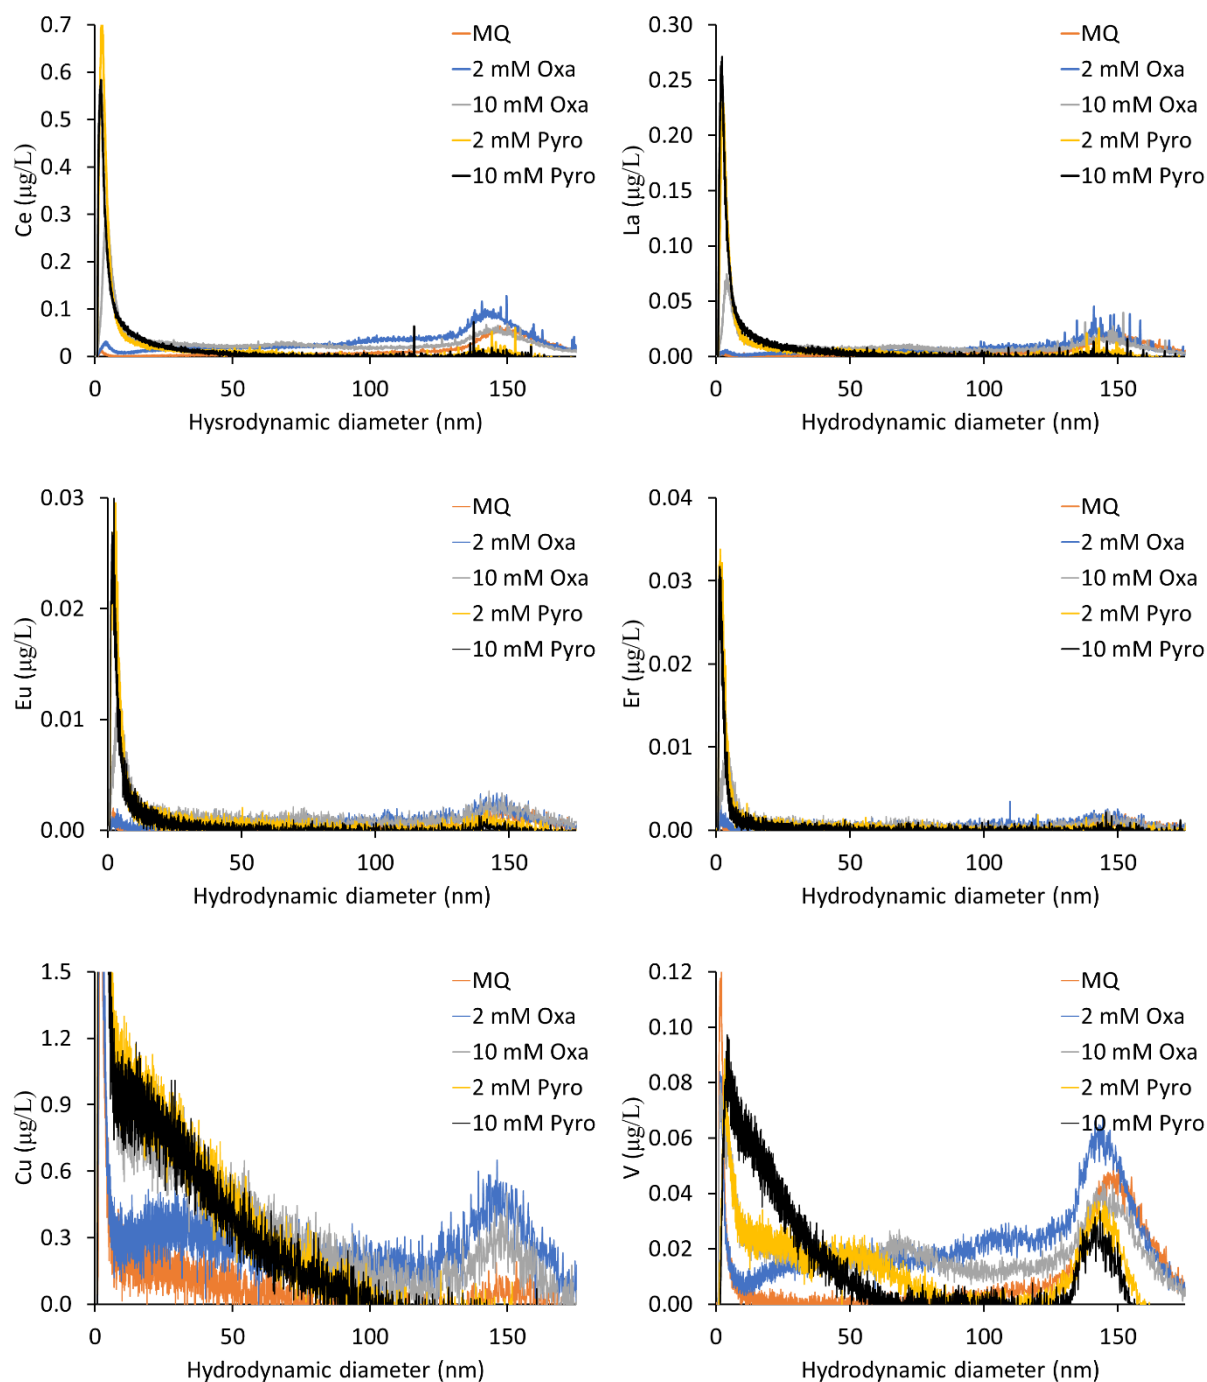 0.7
0.6
0.5
0.4
0.3
0.2
0.1
0
Ce (µg/L)
0 50 100 150
Hysrodynamic diameter (nm)
MQ
2 mM Oxa
10 mM Oxa
2 mM Pyro
10 mM Pyro
0.30
0.25
0.20
0.15
0.10
0.05
0.00
La (µg/L)
0 50 100 150
Hydrodynamic diameter (nm)
MQ
2 mM Oxa
10 mM Oxa
2 mM Pyro
10 mM Pyro
0.03
0.02
0.01
0.00
Eu (µg/L)
0 50 100 150
Hydrodynamic diameter (nm)
MQ
2 mM Oxa
10 mM Oxa
2 mM Pyro
10 mM Pyro
0.04
0.03
0.02
0.01
0.00
Er (µg/L)
0 50 100 150
Hydrodynamic diameter (nm)
MQ
2 mM Oxa
10 mM Oxa
2 mM Pyro
10 mM Pyro
1.5
1.2
0.9
0.6
0.3
0.0
Cu (µg/L)
0 50 100 150
Hydrodynamic diameter (nm)
MQ
2 mM Oxa
10 mM Oxa
2 mM Pyro
10 mM Pyro
0.12
0.10
0.08
0.06
0.04
0.02
0.00
V (µg/L)
0 50 100 150
Hydrodynamic diameter (nm)
MQ
2 mM Oxa
10 mM Oxa
2 mM Pyro
10 mM Pyro